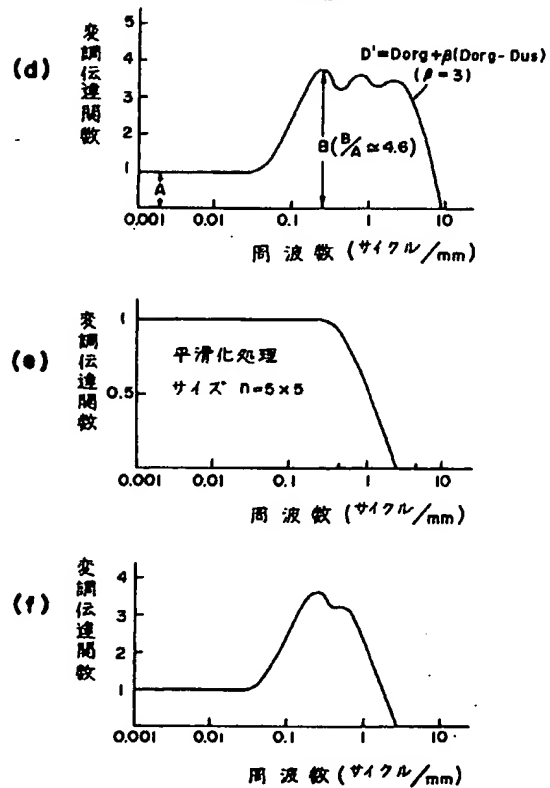 (d)
変調伝達関数
5
4
3
2
1
D'=Dorg+β(Dorg-Dus)
(β=3)
B(B/A≃4.6)
A
0.001 0.01 0.1 1 10
周波数(サイクル/mm)
(e)
変調伝達関数
1
0.5
平滑化処理
サイズ n=5×5
0.001 0.01 0.1 1 10
周波数(サイクル/mm)
(f)
変調伝達関数
4
3
2
1
0.001 0.01 0.1 1 10
周波数(サイクル/mm)